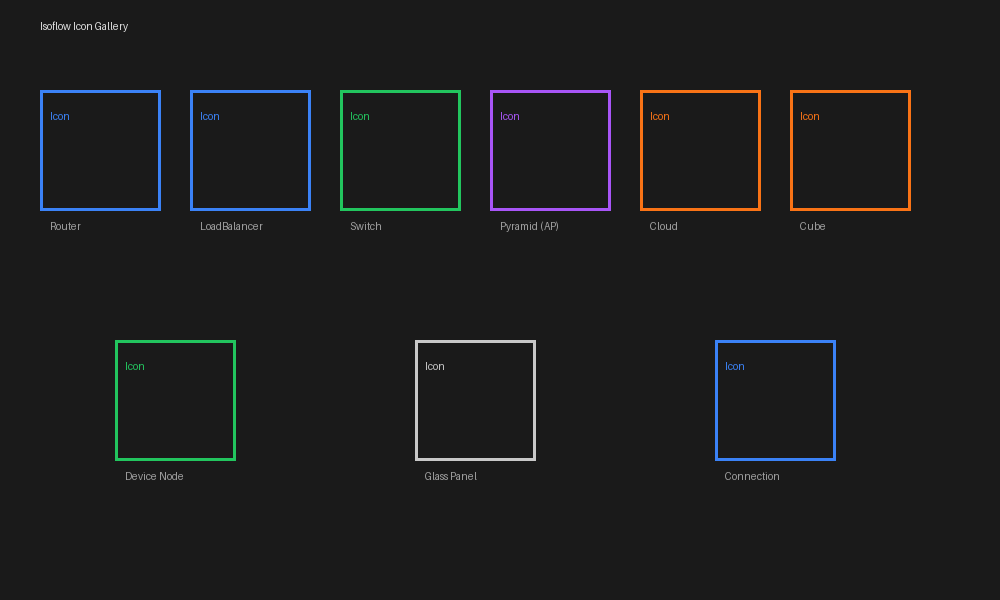 Isoflow Icon Gallery
Icon Icon Icon Icon Icon Icon
Router LoadBalancer Switch Pyramid (AP) Cloud Cube
Icon Icon Icon
Device Node Glass Panel Connection